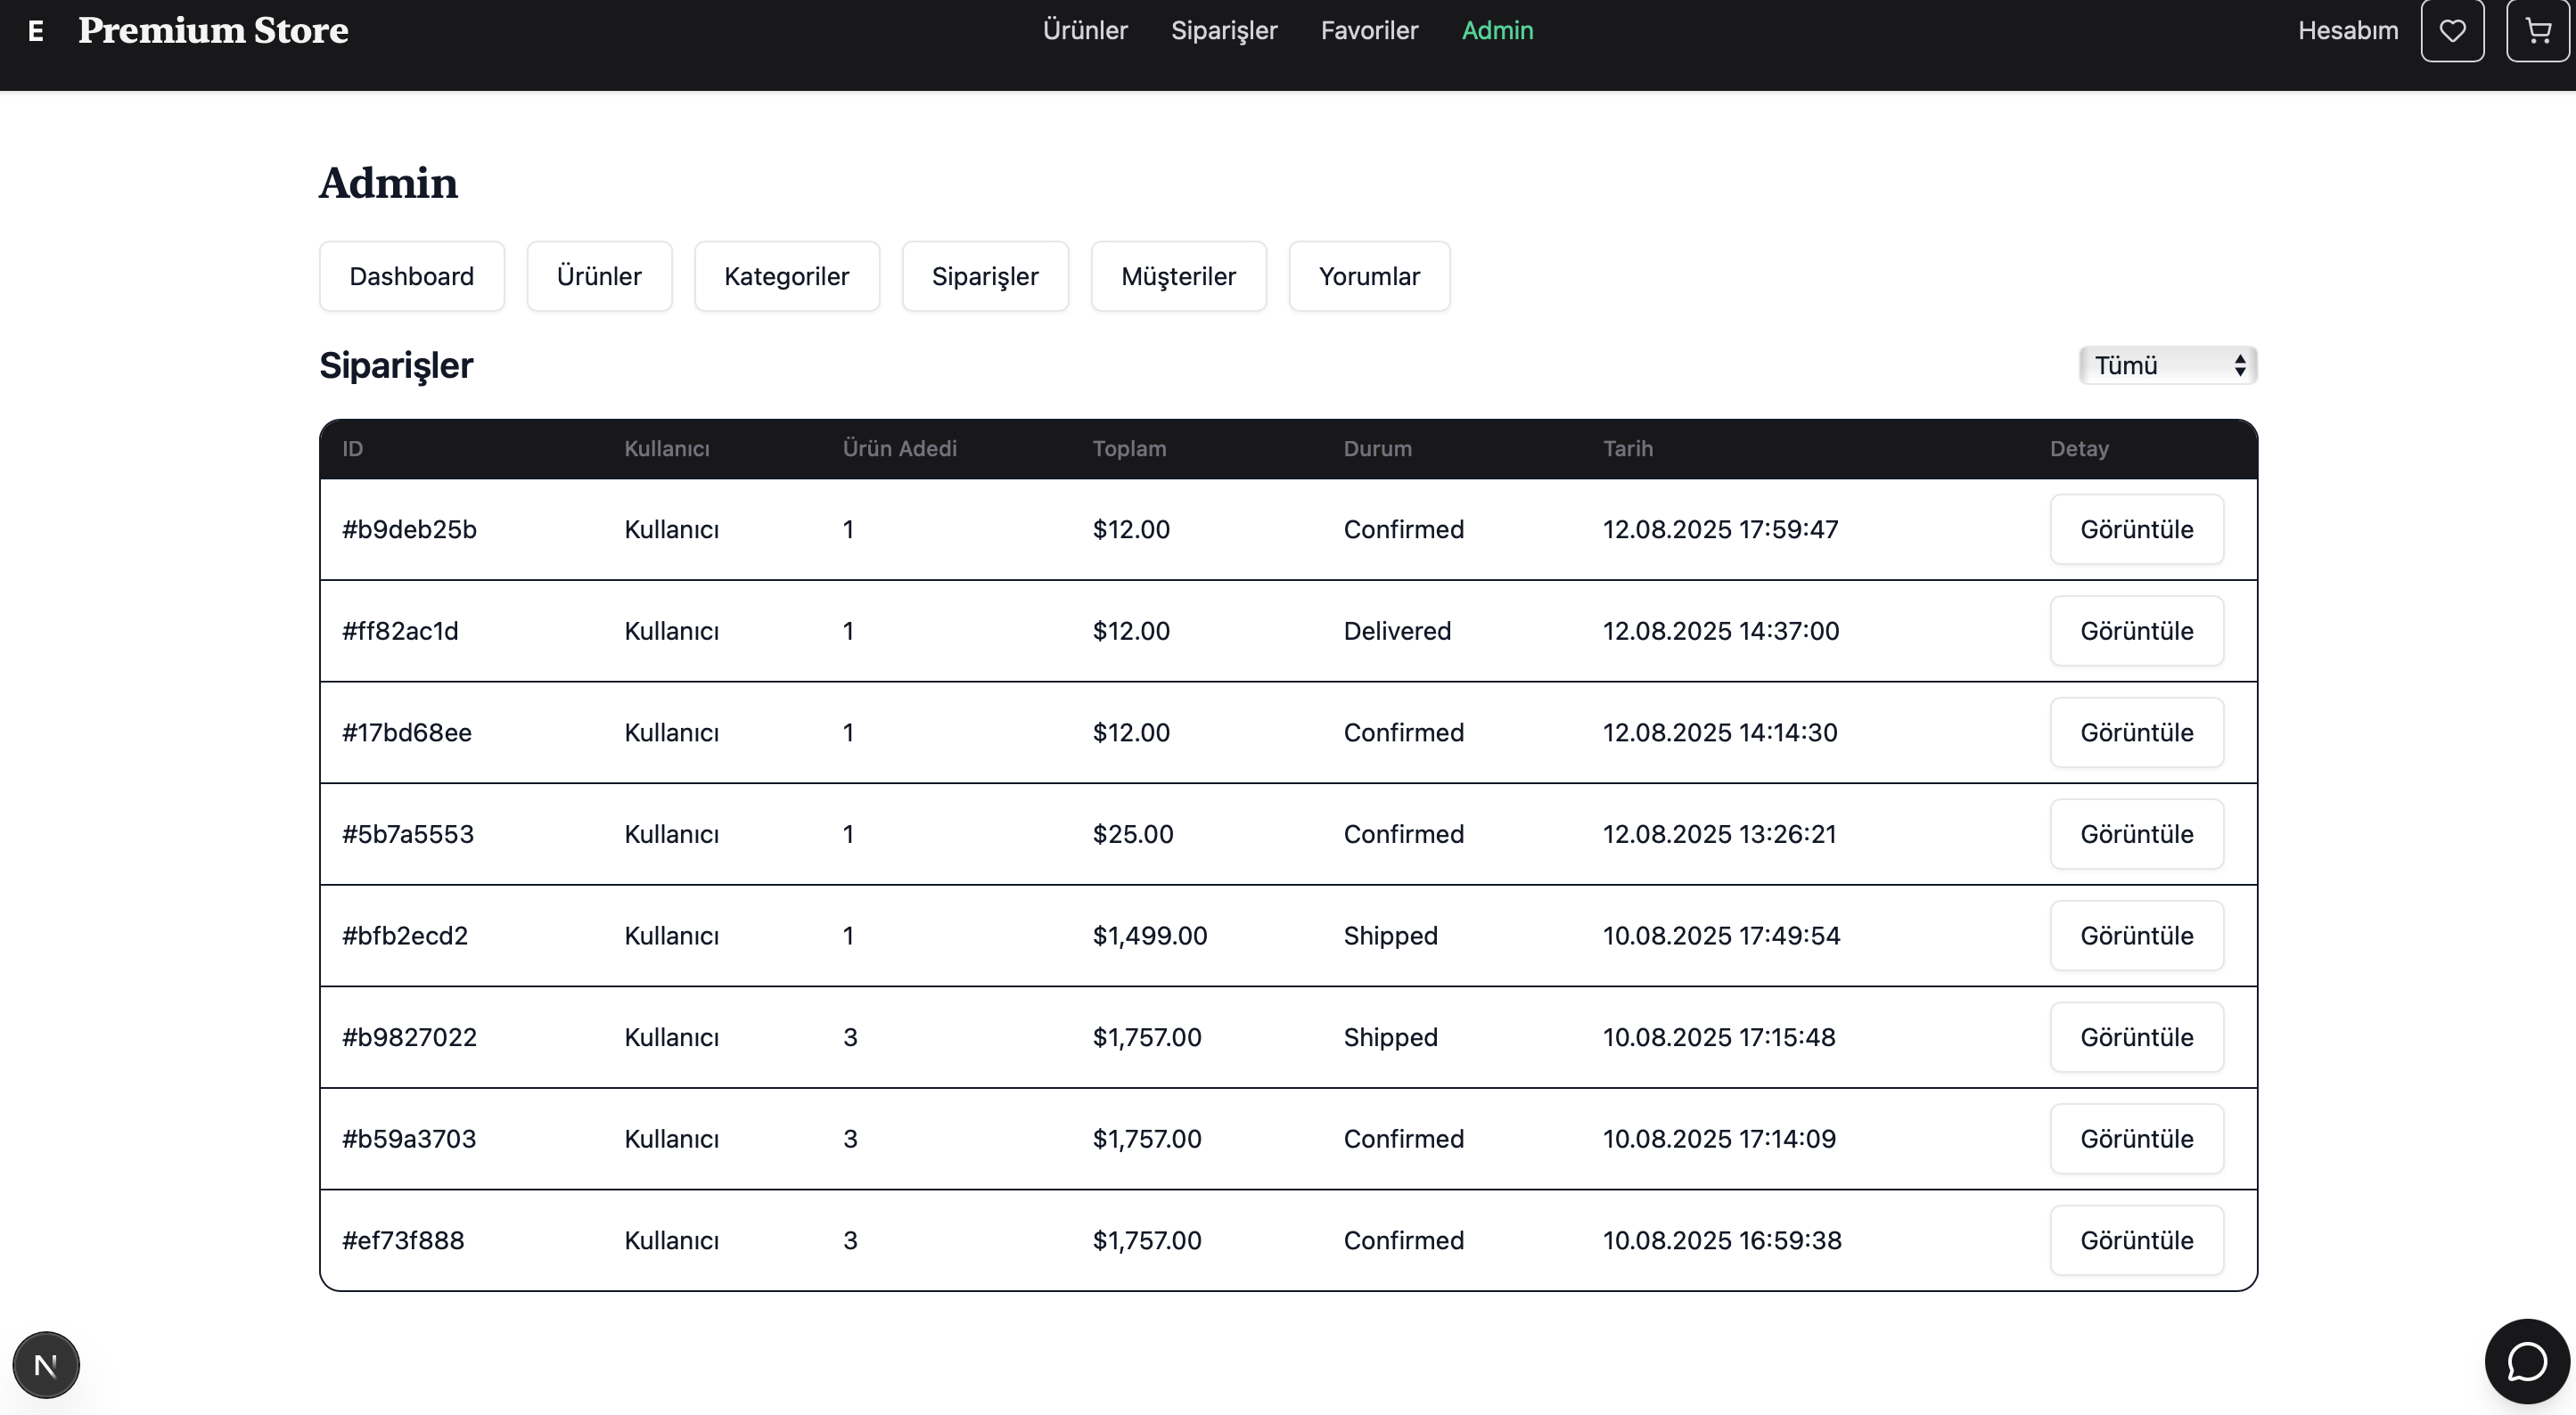 E Premium Store Ürünler Siparişler Favoriler Admin Hesabım
Admin
Dashboard Ürünler Kategoriler Siparişler Müşteriler Yorumlar
Siparişler Tümü
ID Kullanıcı Ürün Adedi Toplam Durum Tarih Detay
#b9deb25b Kullanıcı 1 $12.00 Confirmed 12.08.2025 17:59:47 Görüntüle
#ff82ac1d Kullanıcı 1 $12.00 Delivered 12.08.2025 14:37:00 Görüntüle
#17bd68ee Kullanıcı 1 $12.00 Confirmed 12.08.2025 14:14:30 Görüntüle
#5b7a5553 Kullanıcı 1 $25.00 Confirmed 12.08.2025 13:26:21 Görüntüle
#bfb2ecd2 Kullanıcı 1 $1,499.00 Shipped 10.08.2025 17:49:54 Görüntüle
#b9827022 Kullanıcı 3 $1,757.00 Shipped 10.08.2025 17:15:48 Görüntüle
#b59a3703 Kullanıcı 3 $1,757.00 Confirmed 10.08.2025 17:14:09 Görüntüle
#ef73f888 Kullanıcı 3 $1,757.00 Confirmed 10.08.2025 16:59:38 Görüntüle
N